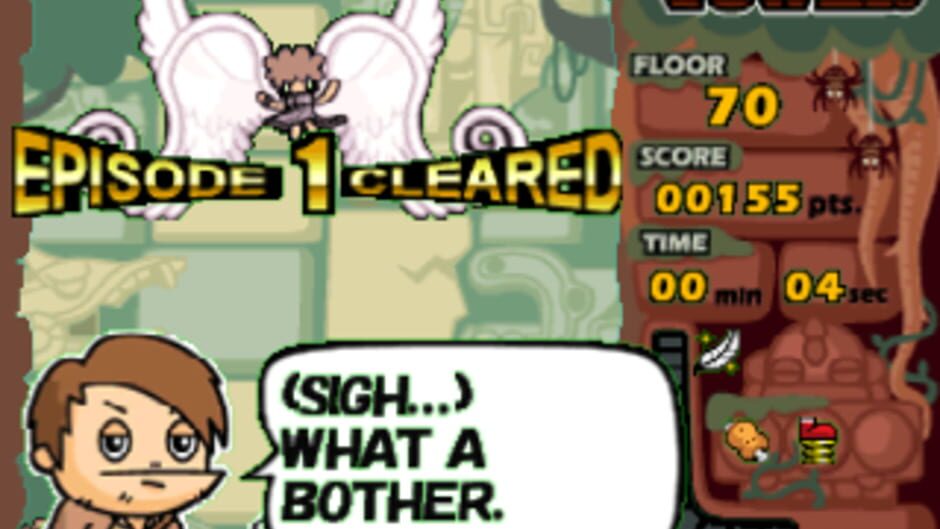 FLOOR
70
EPISODE 1 CLEARED
SCORE
00155 pts.
TIME
00 min 04 sec
(SIGH...)
WHAT A
BOTHER.